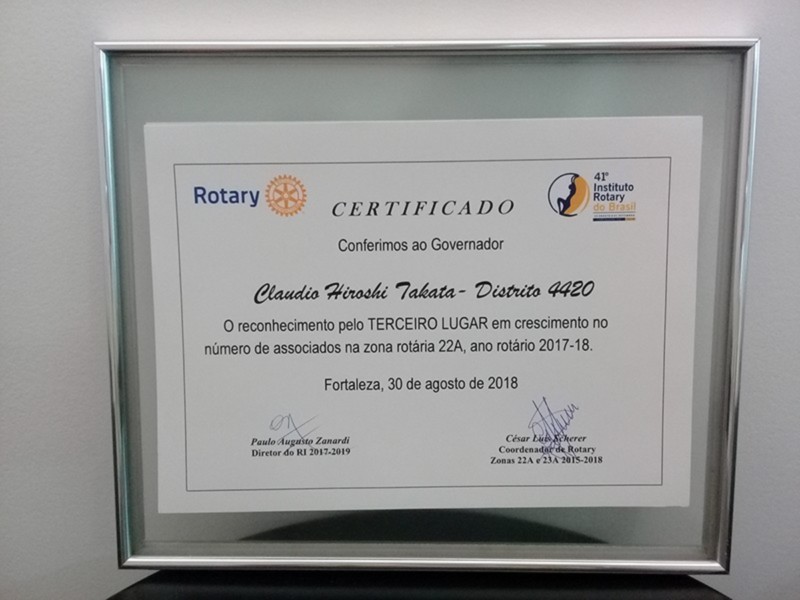 Rotary
41º
Instituto
Rotary
do Brasil
CERTIFICADO
Conferimos ao Governador
Claudio Hiroshi Takata- Distrito 4420
O reconhecimento pelo TERCEIRO LUGAR em crescimento no
número de associados na zona rotária 22A, ano rotário 2017-18.
Fortaleza, 30 de agosto de 2018
Paulo Augusto Zanardi
Diretor do RI 2017-2019
César Luis Scherer
Coordenador de Rotary
Zonas 22A e 23A 2015-2018